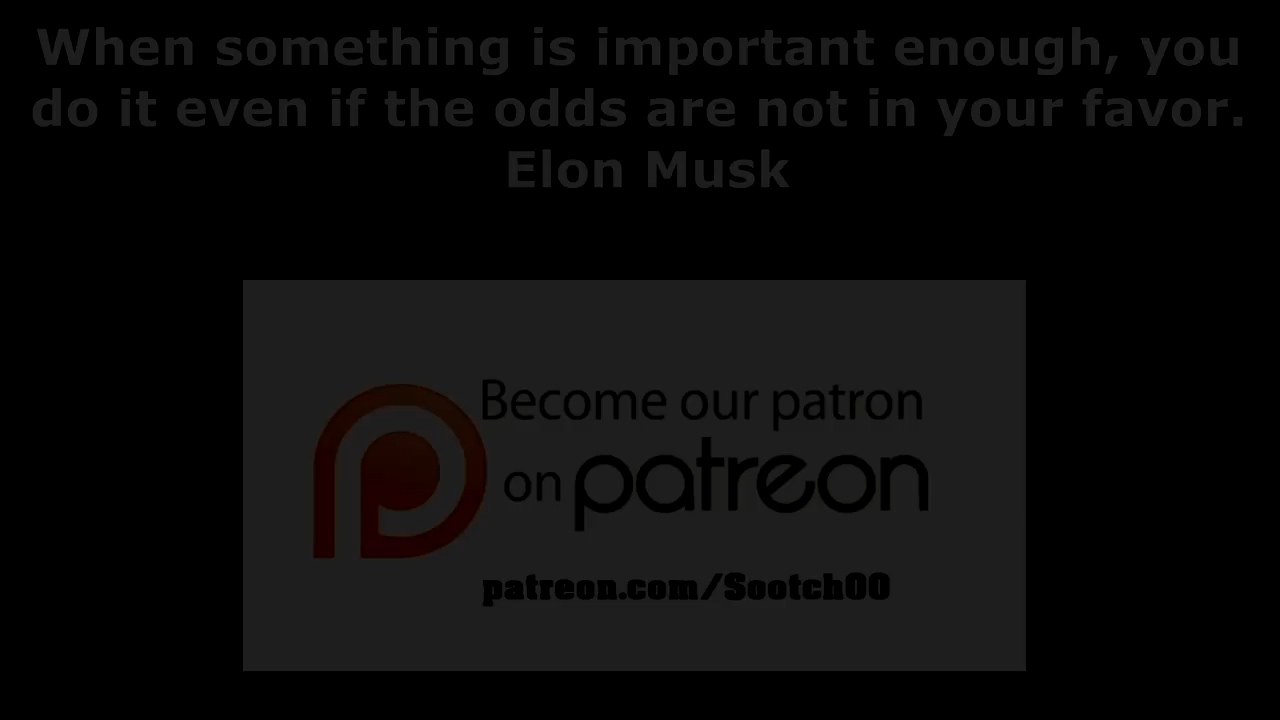 When something is important enough, you
do it even if the odds are not in your favor.
Elon Musk
Become our patron
on patreon
patreon.com/Sootch00